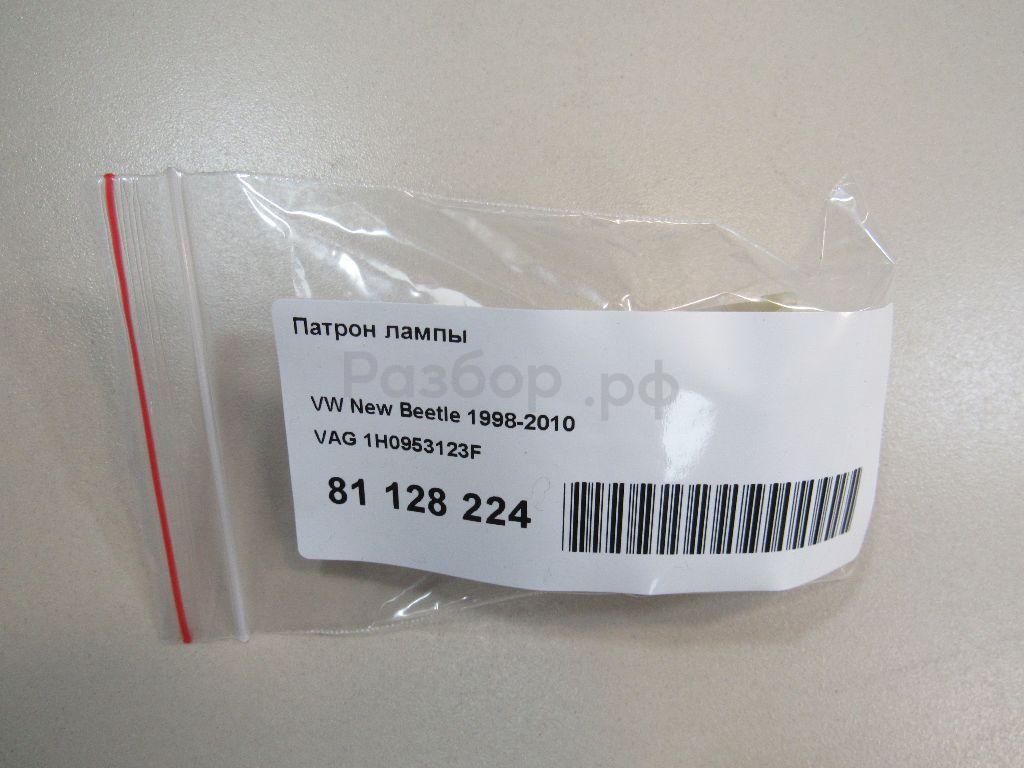 Патрон лампы
Разбор.рф
VW New Beetle 1998-2010
VAG 1H0953123F
81 128 224